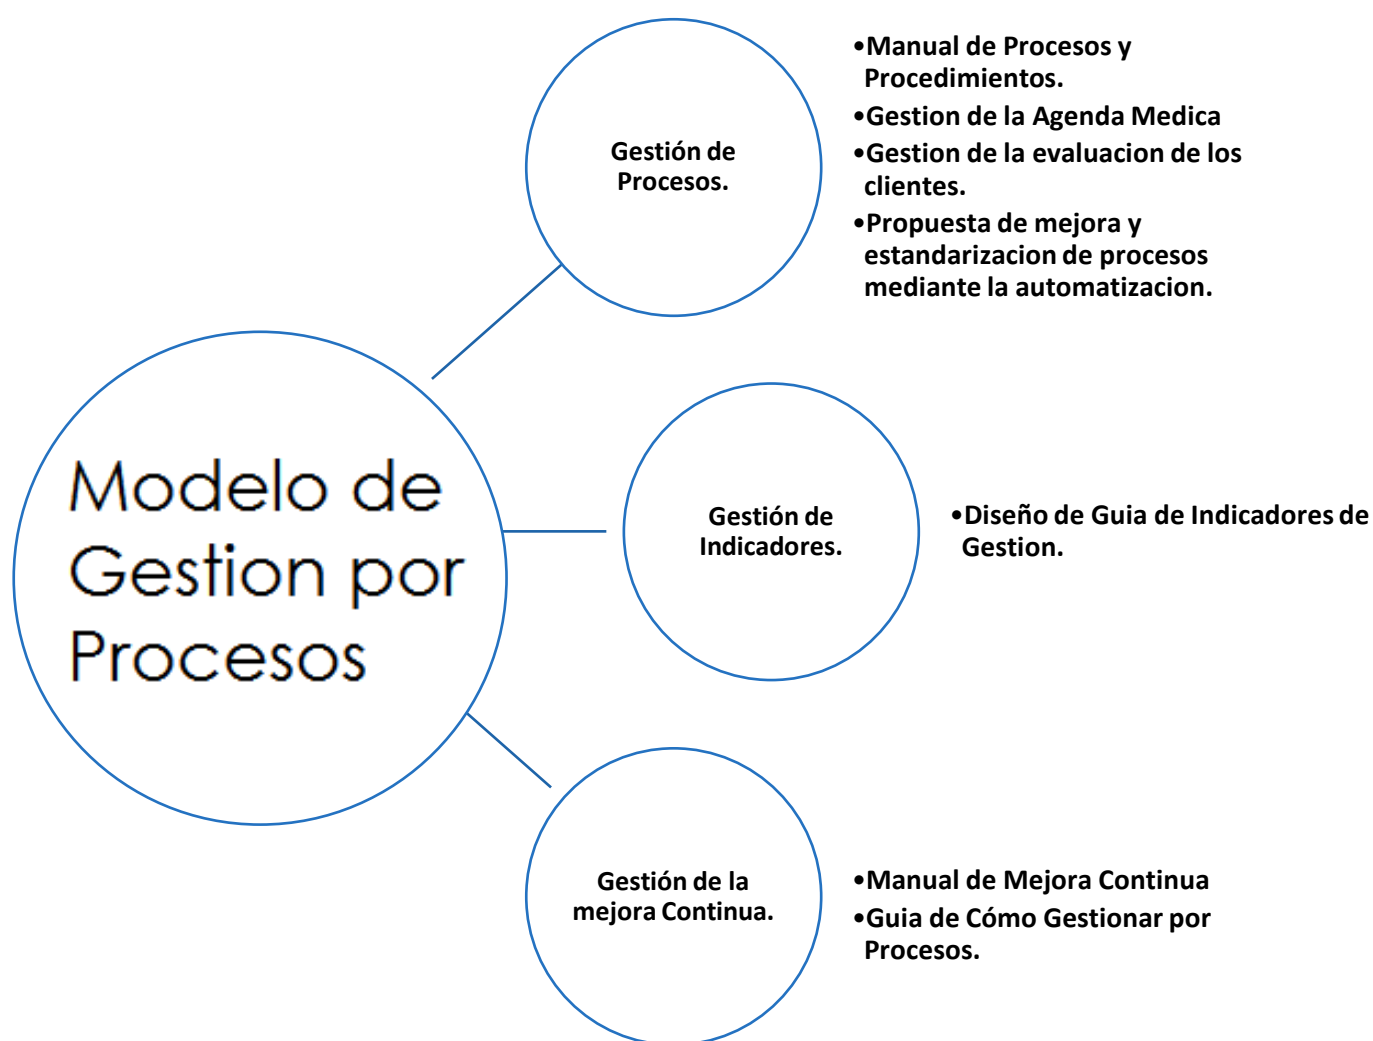 Modelo de
Gestion por
Procesos
Gestión de
Procesos.
•Manual de Procesos y
Procedimientos.
•Gestion de la Agenda Medica
•Gestion de la evaluacion de los
clientes.
•Propuesta de mejora y
estandarizacion de procesos
mediante la automatizacion.
Gestión de
Indicadores.
•Diseño de Guia de Indicadores de
Gestion.
Gestión de la
mejora Continua.
•Manual de Mejora Continua
•Guia de Cómo Gestionar por
Procesos.